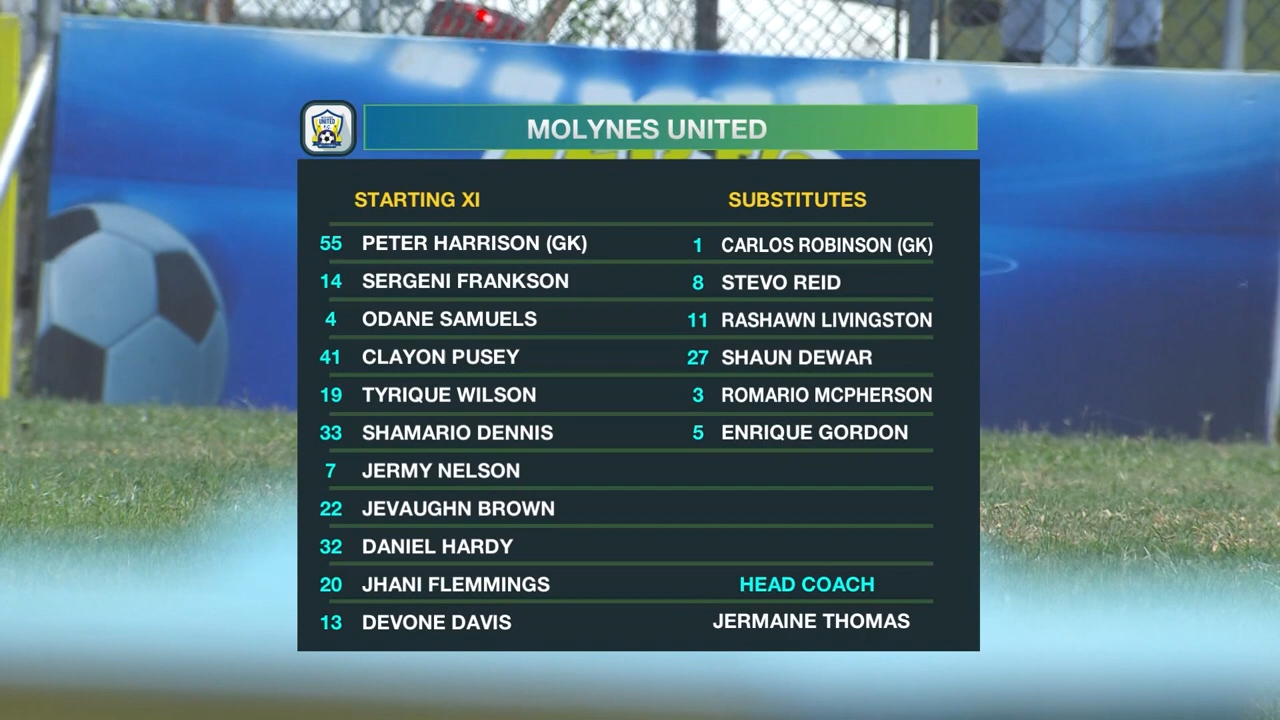 UNITED
MOLYNES UNITED
STARTING XI
55 PETER HARRISON (GK)
14 SERGENI FRANKSON
4 ODANE SAMUELS
41 CLAYON PUSEY
19 TYRIQUE WILSON
33 SHAMARIO DENNIS
7 JERMY NELSON
22 JEVAUGHN BROWN
32 DANIEL HARDY
20 JHANI FLEMMINGS
13 DEVONE DAVIS
SUBSTITUTES
1 CARLOS ROBINSON (GK)
8 STEVO REID
11 RASHAWN LIVINGSTON
27 SHAUN DEWAR
3 ROMARIO MCPHERSON
5 ENRIQUE GORDON
HEAD COACH
JERMAINE THOMAS